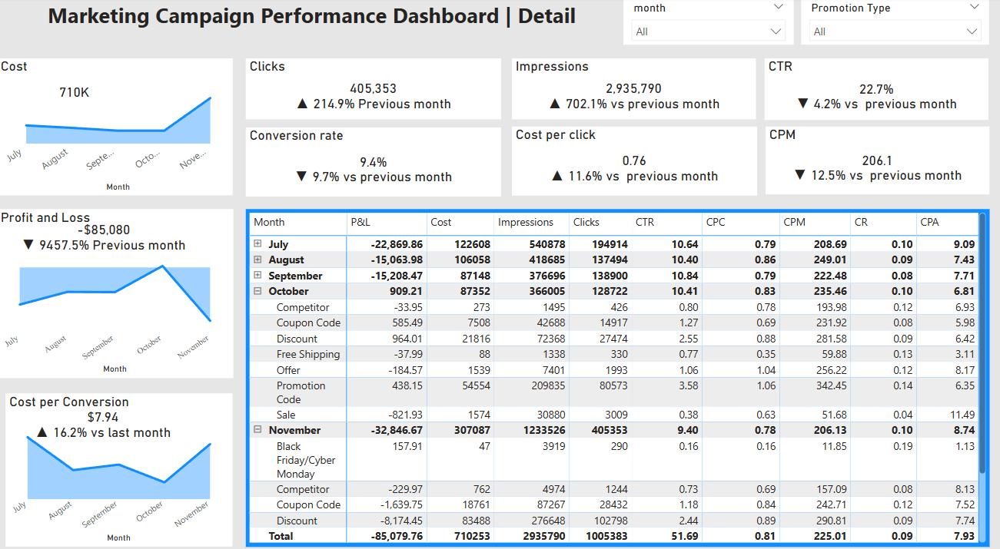 Marketing Campaign Performance Dashboard | Detail
month
All
Promotion Type
All
Cost
710K
July
August
Septe...
Octo...
Nove...
Month
Clicks
405,353
▲ 214.9% Previous month
Impressions
2,935,790
▲ 702.1% vs previous month
CTR
22.7%
▼ 4.2% vs previous month
Conversion rate
9.4%
▼ 9.7% vs previous month
Cost per click
0.76
▲ 11.6% vs previous month
CPM
206.1
▼ 12.5% vs previous month
Profit and Loss
-$85,080
▼ 9457.5% Previous month
July
August
September
October
November
Month
Cost per Conversion
$7.94
▲ 16.2% vs last month
July
August
September
October
November
Month
Month P&L Cost Impressions Clicks CTR CPC CPM CR CPA
July -22,869.86 122608 540878 194914 10.64 0.79 208.69 0.10 9.09
August -15,063.98 106058 418685 137494 10.40 0.86 249.01 0.09 7.43
September -15,208.47 87148 376696 138900 10.84 0.79 222.48 0.08 7.71
October 909.21 87352 366005 128722 10.41 0.83 235.46 0.10 6.81
Competitor -33.95 273 1495 426 0.80 0.78 193.98 0.12 6.93
Coupon Code 585.49 7508 42688 14917 1.27 0.69 231.92 0.08 5.98
Discount 964.01 21816 72368 27474 2.55 0.88 281.58 0.09 6.42
Free Shipping -37.99 88 1338 330 0.77 0.35 59.88 0.13 3.11
Offer -184.57 1539 7401 1993 1.06 1.04 256.22 0.12 8.17
Promotion 438.15 54554 209835 80573 3.58 1.06 342.45 0.14 6.35
Code
Sale -821.93 1574 30880 3009 0.38 0.63 51.68 0.04 11.49
November -32,846.67 307087 1233526 405353 9.40 0.78 206.13 0.10 8.74
Black 157.91 47 3919 290 0.16 0.16 11.85 0.19 1.13
Friday/Cyber
Monday
Competitor -229.97 762 4974 1244 0.73 0.69 157.09 0.08 8.13
Coupon Code -1,639.75 18761 87267 28432 1.18 0.84 242.71 0.12 7.52
Discount -8,174.45 83488 276648 102798 2.44 0.89 290.81 0.09 7.74
Total -85,079.76 710253 2935790 1005383 51.69 0.81 225.01 0.09 7.93